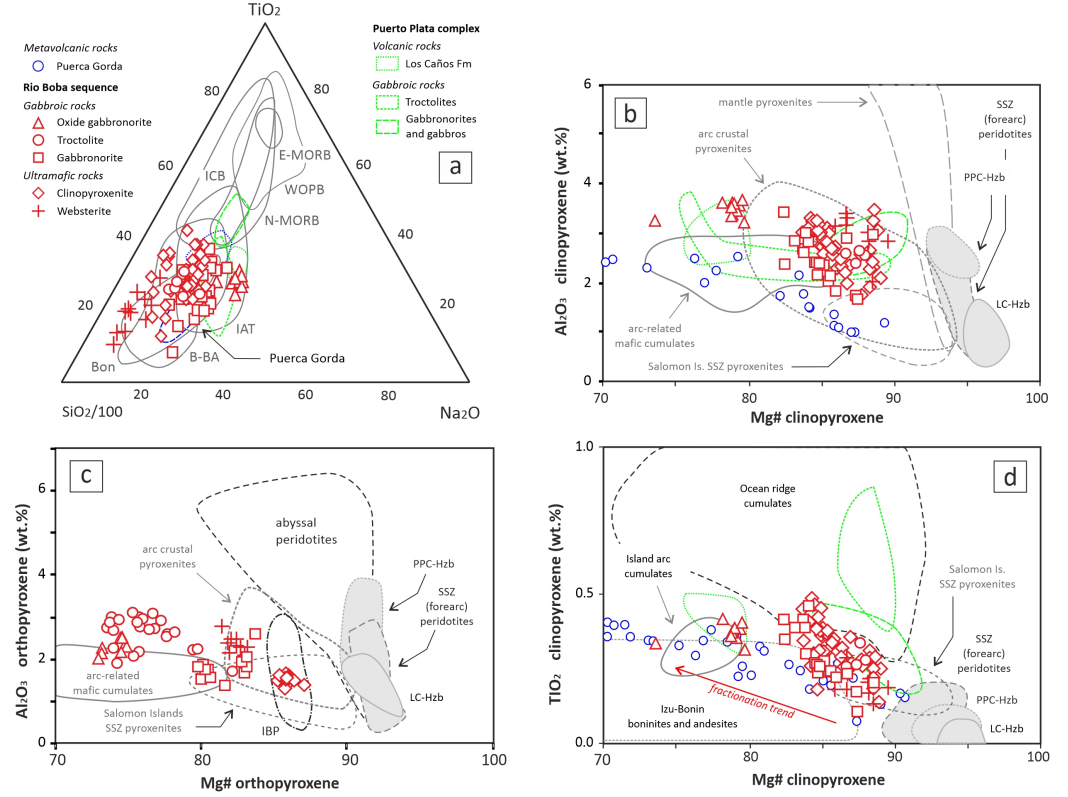 TiO2
Metavolcanic rocks
Puerca Gorda
Rio Boba sequence
Gabbroic rocks
Oxide gabbronorite
Troctolite
Gabbronorite
Ultramafic rocks
Clinopyroxenite
Websterite
Puerto Plata complex
Volcanic rocks
Los Caños Fm
Gabbroic rocks
Troctolites
Gabbronorites
and gabbros
a
80
80
60
60
40
40
20
20
20
40
60
80
E-MORB
WOPB
ICB
N-MORB
IAT
B-BA
Bon
Puerca Gorda
SiO2/100
Na2O
b
6
4
2
0
70
80
90
100
Al2O3 clinopyroxene (wt.%)
Mg# clinopyroxene
mantle pyroxenites
arc crustal
pyroxenites
SSZ
(forearc)
peridotites
PPC-Hzb
LC-Hzb
arc-related
mafic cumulates
Salomon Is. SSZ pyroxenites
c
6
4
2
0
70
80
90
100
Al2O3 orthopyroxene (wt.%)
Mg# orthopyroxene
abyssal
peridotites
arc crustal
pyroxenites
PPC-Hzb
SSZ
(forearc)
peridotites
arc-related
mafic cumulates
Salomon Islands
SSZ pyroxenites
IBP
LC-Hzb
d
1.0
0.5
0.0
70
80
90
100
TIO2 clinopyroxene (wt.%)
Mg# clinopyroxene
Ocean ridge
cumulates
Island arc
cumulates
Salomon Is.
SSZ pyroxenites
SSZ
(forearc)
peridotites
PPC-Hzb
LC-Hzb
fractionation trend
Izu-Bonin
boninites and andesites